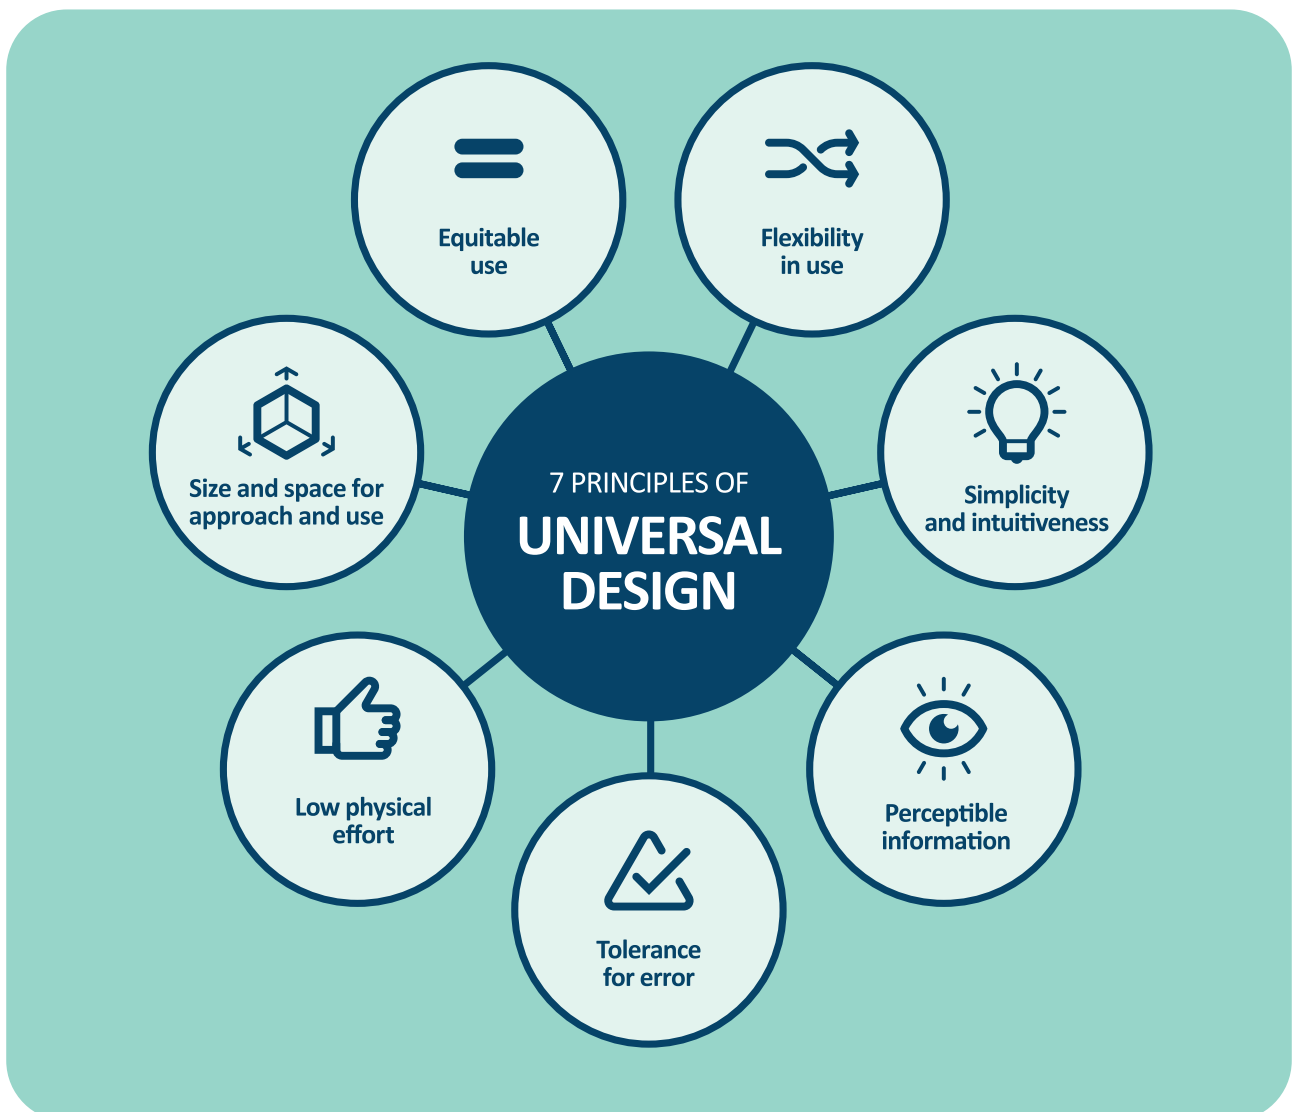 7 PRINCIPLES OF
UNIVERSAL
DESIGN
Equitable
use
Flexibility
in use
Simplicity
and intuitiveness
Perceptible
information
Tolerance
for error
Low physical
effort
Size and space for
approach and use